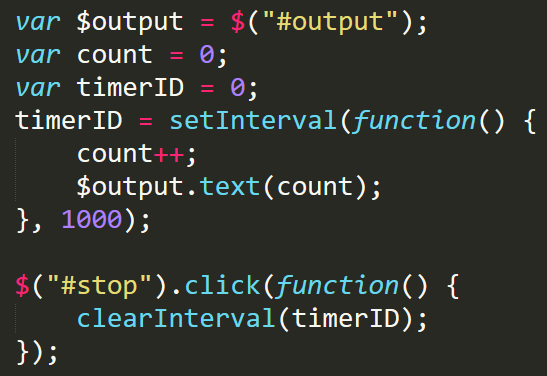 var $output = $("#output");
var count = 0;
var timerID = 0;
timerID = setInterval(function() {
    count++;
    $output.text(count);
}, 1000);

$("#stop").click(function() {
    clearInterval(timerID);
});